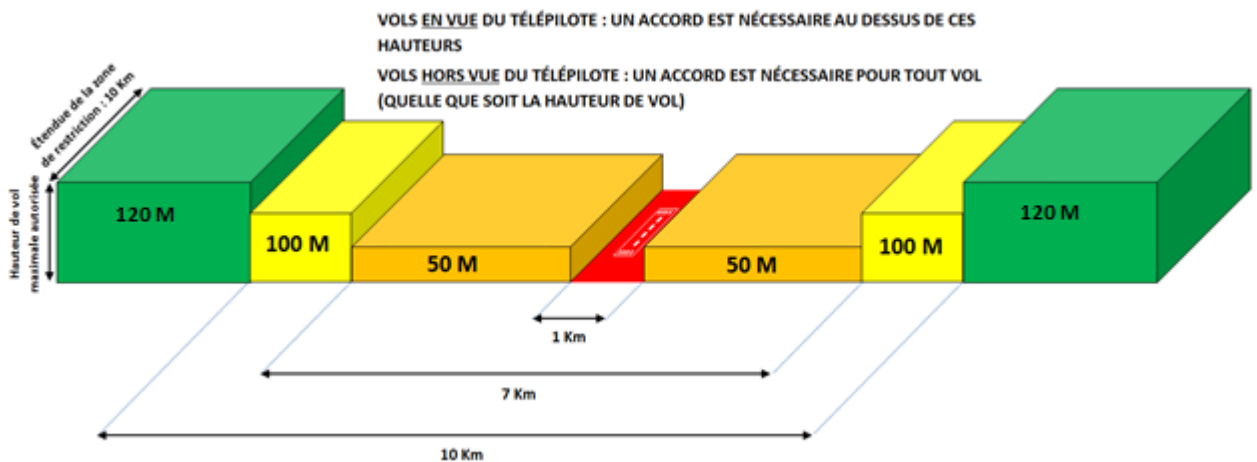 VOLS EN VUE DU TÉLÉPILOTE : UN ACCORD EST NÉCESSAIRE AU DESSUS DE CES
HAUTEURS
VOLS HORS VUE DU TÉLÉPILOTE : UN ACCORD EST NÉCESSAIRE POUR TOUT VOL
(QUELLE QUE SOIT LA HAUTEUR DE VOL)
Étendue de la zone
de restriction : 10 Km
Hauteur de vol
maximale autorisée
120 M
100 M
50 M
50 M
100 M
120 M
1 Km
7 Km
10 Km